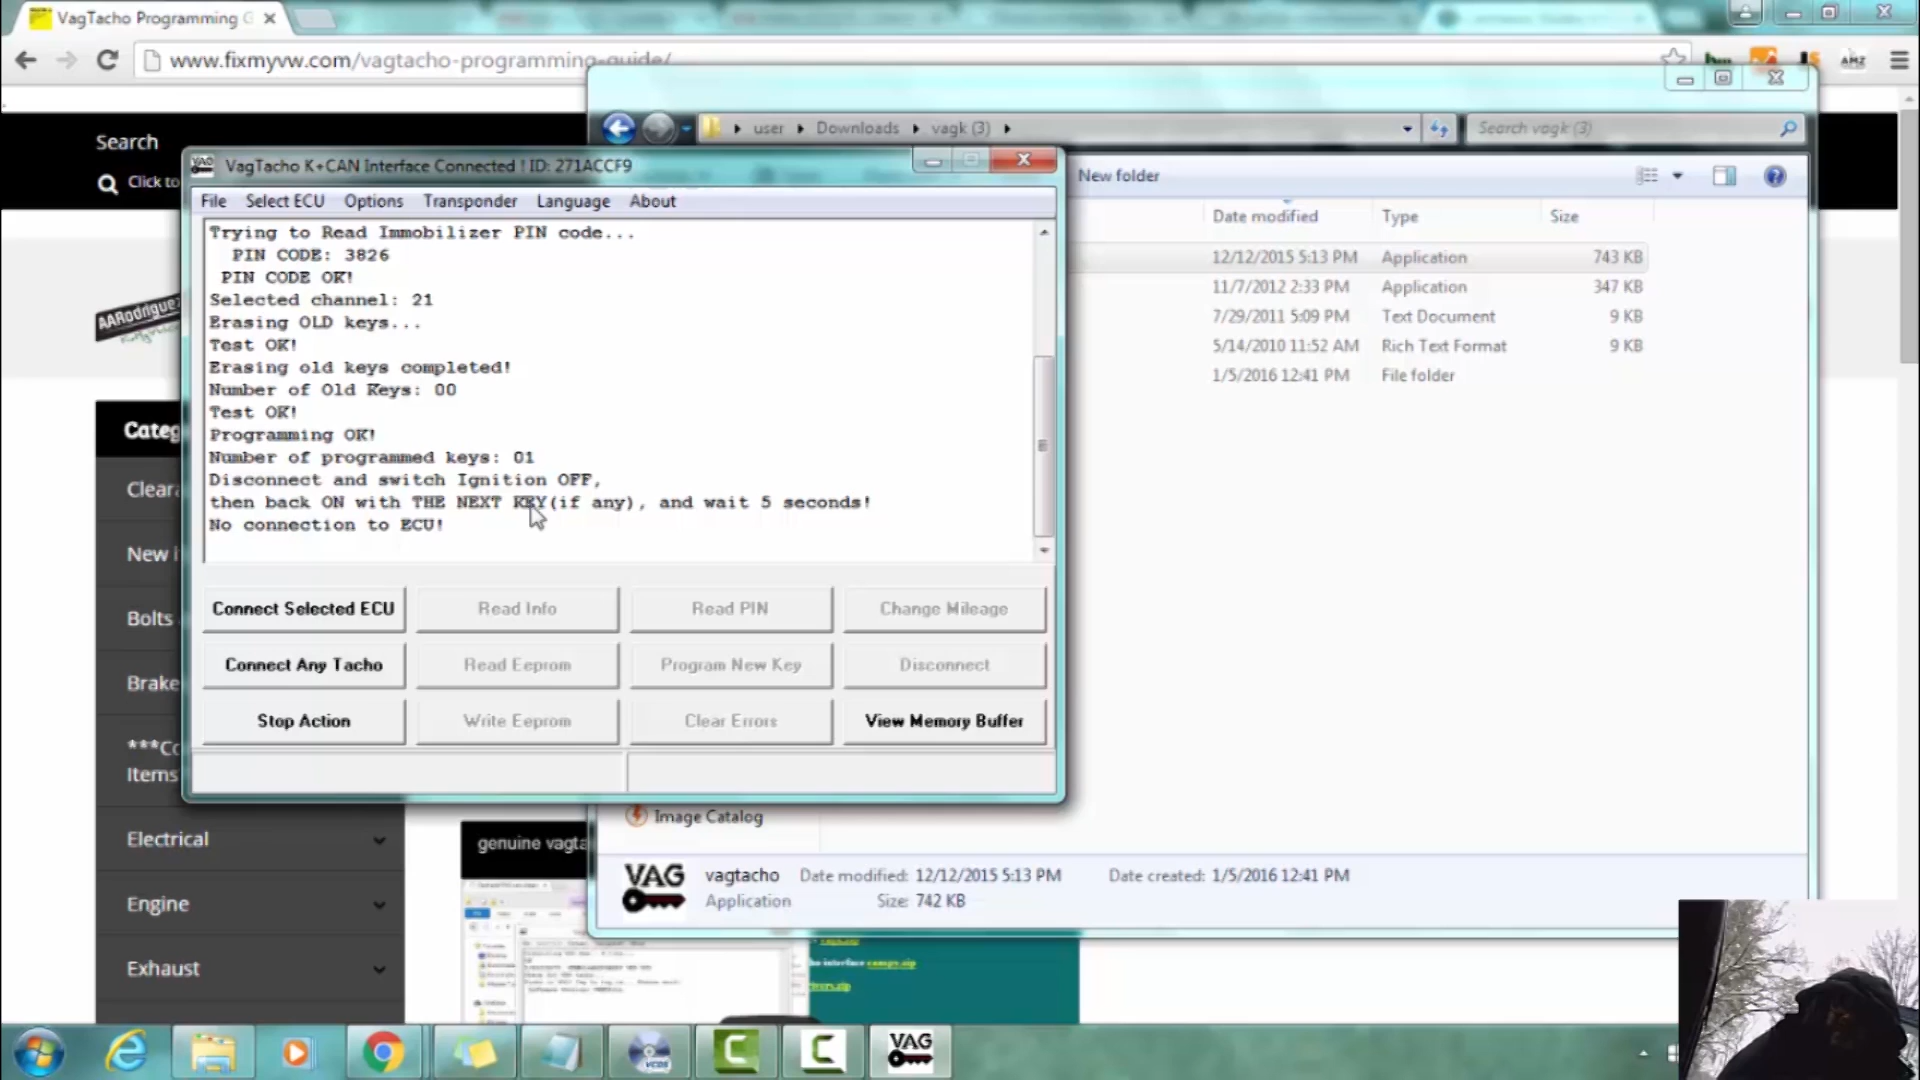 VagTacho Programming G
www.fixmyvw.com/vagtacho-programming-guide/
AMZ
Search
Click to
AARodriguez
Categ
Cleara
New i
Bolts
Brake
***Co
Items
Electrical
Engine
Exhaust
genuine vagta
user
Downloads
vagk (3)
Search vagk (3)
New folder
Date modified
Type
Size
12/12/2015 5:13 PM Application 743 KB
11/7/2012 2:33 PM Application 347 KB
7/29/2011 5:09 PM Text Document 9 KB
5/14/2010 11:52 AM Rich Text Format 9 KB
1/5/2016 12:41 PM File folder
Image Catalog
VAG
vagtacho Date modified: 12/12/2015 5:13 PM Date created: 1/5/2016 12:41 PM
Application Size: 742 KB
VAG
VagTacho K+CAN Interface Connected ! ID: 271ACCF9
File Select ECU Options Transponder Language About
Trying to Read Immobilizer PIN code...
PIN CODE: 3826
PIN CODE OK!
Selected channel: 21
Erasing OLD keys...
Test OK!
Erasing old keys completed!
Number of Old Keys: 00
Test OK!
Programming OK!
Number of programmed keys: 01
Disconnect and switch Ignition OFF,
then back ON with THE NEXT KEY(if any), and wait 5 seconds!
No connection to ECU!
Connect Selected ECU Read Info Read PIN Change Mileage
Connect Any Tacho Read Eeprom Program New Key Disconnect
Stop Action Write Eeprom Clear Errors View Memory Buffer
VCDS
VAG